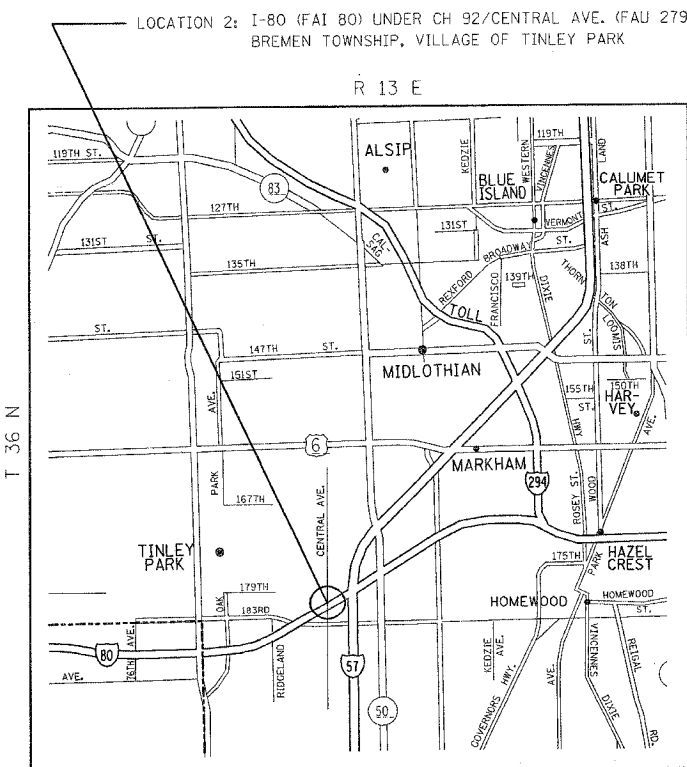 LOCATION 2: I-80 (FAI 80) UNDER CH 92/CENTRAL AVE. (FAU 279
BREMEN TOWNSHIP, VILLAGE OF TINLEY PARK
R 13 E
T 36 N
119TH ST.
ALSIP
KEDZIE
WESTERN
VINCENNES
119TH
ASH LAND
BLUE ISLAND
CALUMET PARK
83
127TH
CAL SAG
131ST
VERMONT
ST.
131ST ST.
135TH
BROADWAY ST.
REXFORD
FRANCISCO
139TH
DIXIE
THORN TON
138TH
LOOMIS
TOLL
ST.
147TH ST.
151ST
MIDLOTHIAN
ST.
155TH ST.
150TH
HAR-
VEY
HWY
AVE.
PARK AVE.
6
MARKHAM
294
ROSEY ST.
WOOD
167TH
CENTRAL AVE.
TINLEY
PARK
175TH
PARK
HAZEL
CREST
179TH
OAK
183RD
HOMEWOOD
HOMEWOOD
ST.
76TH AVE.
80
AVE.
RIDGELAND
57
50
KEDZIE AVE.
GOVERNORS HWY.
AVE.
VINCENNES
DIXIE
REIGAL RD.